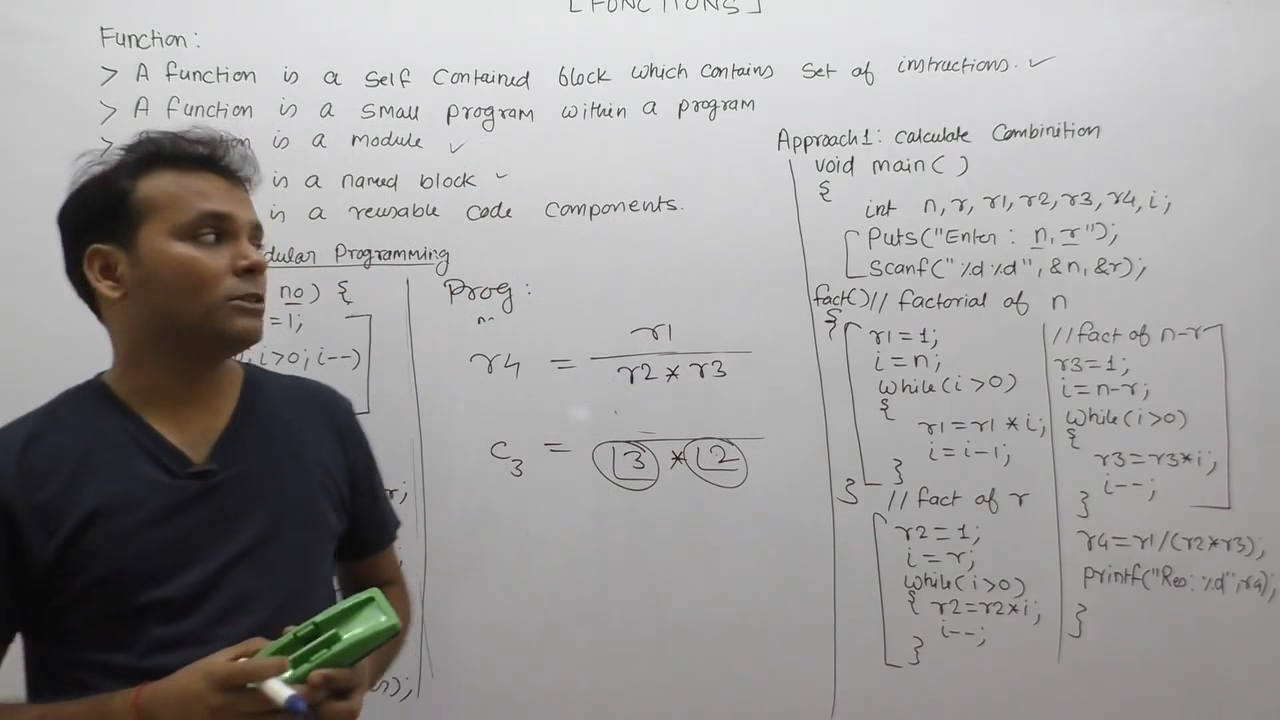 [FUNCTIONS]
Function:
> A function is a self contained block which contains set of instructions. ✓
> A function is a small program within a program
> is a module ✓
is a named block ✓
is a reusable code components.
dular Programming
no) {
=1;
i>0; i--)
Prog:
r4 = r1
r2 * r3
C3 =
|3 * |2
Approach1: calculate Combinition
void main( )
{
int n, r, r1, r2, r3, r4, i;
Puts("Enter : n, r");
Scanf("%d %d", &n, &r);
fact() // factorial of n
{
r1=1;
i=n;
while(i>0)
{
r1=r1*i;
i=i-1;
}
}
// fact of r
r2=1;
i=r;
while(i>0)
{ r2=r2*i;
i--;
}
//fact of n-r
r3=1;
i=n-r;
while(i>0)
{
r3=r3*i;
i--;
}
r4=r1/(r2*r3);
printf("Res: %d", r4);
}